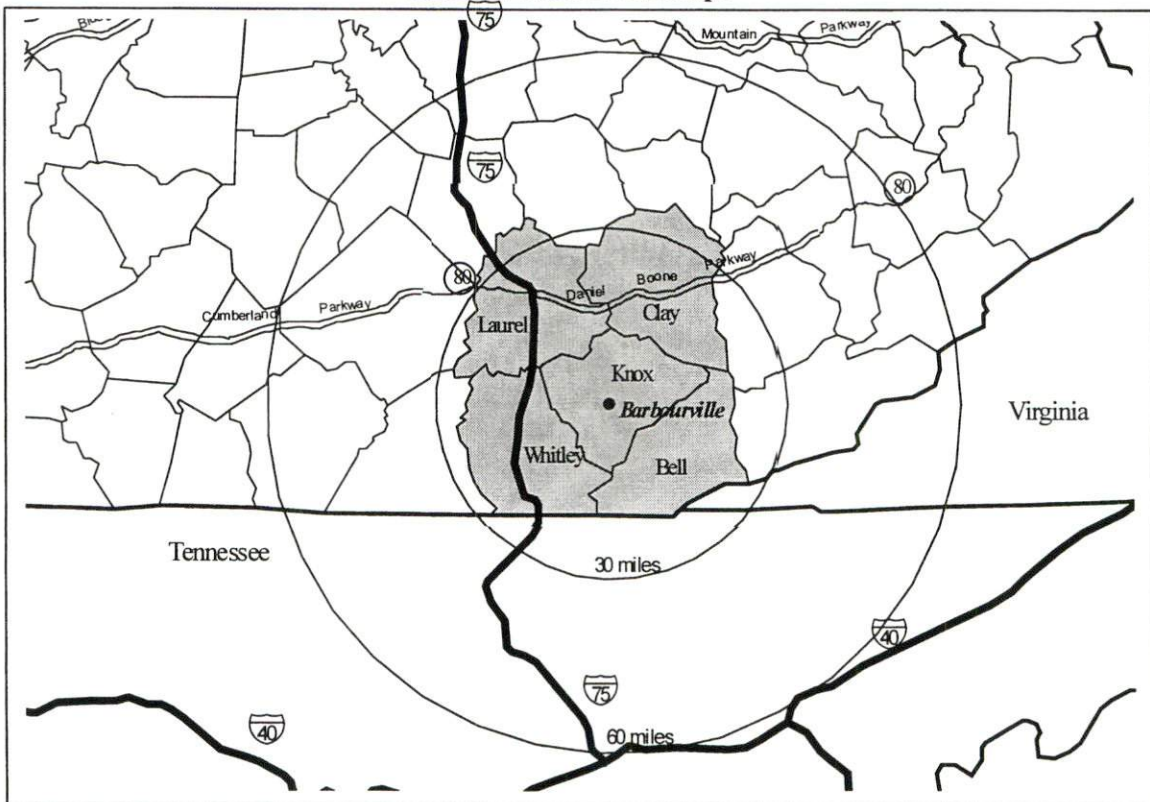 75
Mountain Parkway
75
80
80
Daniel Boone Parkway
Cumberland Parkway
Laurel
Clay
Knox
Barbourville
Virginia
Whitley
Bell
Tennessee
30 miles
40
75
40
60 miles